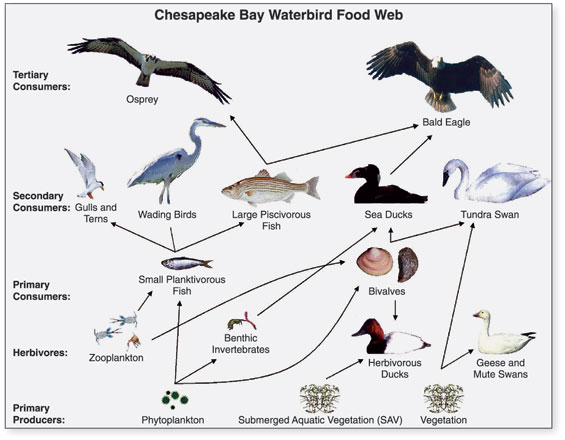 Chesapeake Bay Waterbird Food Web
Tertiary
Consumers:
Osprey
Bald Eagle
Secondary
Consumers:
Gulls and
Terns
Wading Birds
Large Piscivorous
Fish
Sea Ducks
Tundra Swan
Small Planktivorous
Fish
Bivalves
Primary
Consumers:
Herbivores:
Zooplankton
Benthic
Invertebrates
Herbivorous
Ducks
Geese and
Mute Swans
Primary
Producers:
Phytoplankton
Submerged Aquatic Vegetation (SAV)
Vegetation